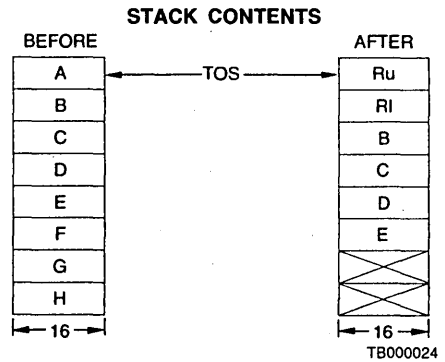 STACK CONTENTS
BEFORE
AFTER
A
TOS
Ru
B
Rl
C
B
D
C
E
D
F
E
G
H
16
16
TB000024